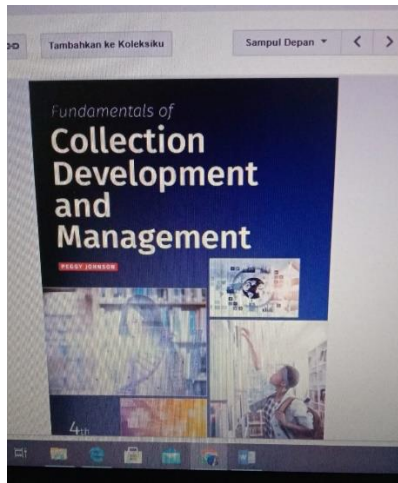 Tambahkan ke Koleksiku
Sampul Depan
Fundamentals of
Collection
Development
and
Management
PEGGY JOHNSON
4th